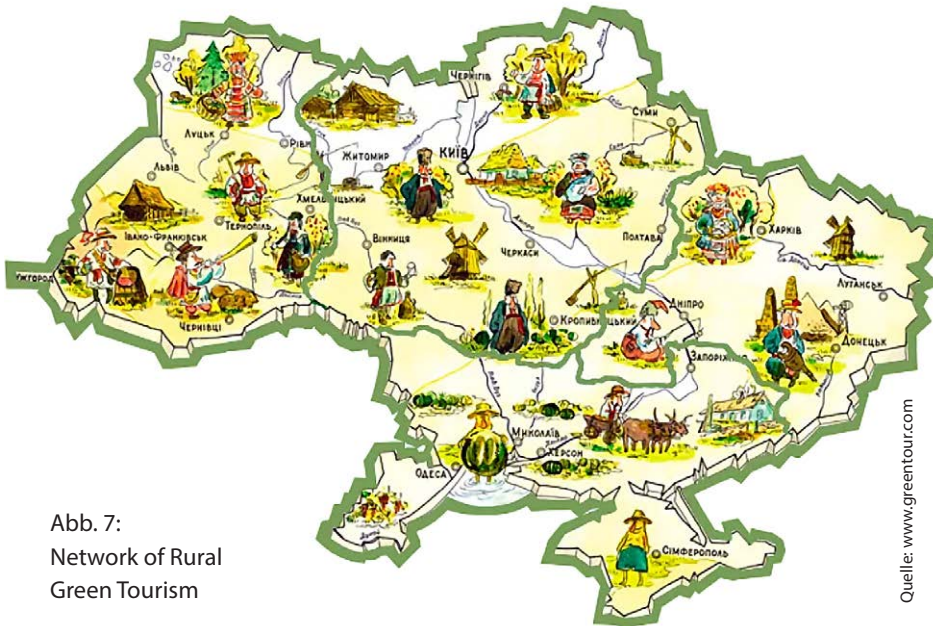 Чернігів
Суми
Луцьк
Рівн
Житомир
Київ
Львів
Хмельницький
Тернопіль
Вінниця
Полтава
Харків
Івано-Франківськ
Черкаси
Луганськ
Ужгород
Чернівці
Кропивницький
Дніпро
Донецьк
Запоріжжя
Миколаїв
Херсон
Одеса
Сімферополь
Abb. 7:
Network of Rural
Green Tourism
Quelle: www.greentour.com